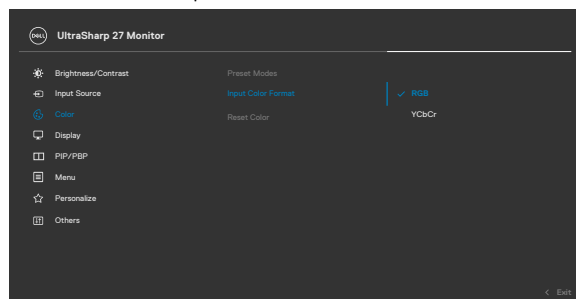 DELL
UltraSharp 27 Monitor
Brightness/Contrast
Preset Modes
Input Source
Input Color Format
RGB
Color
Reset Color
YCbCr
Display
PIP/PBP
Menu
Personalize
Others
Exit